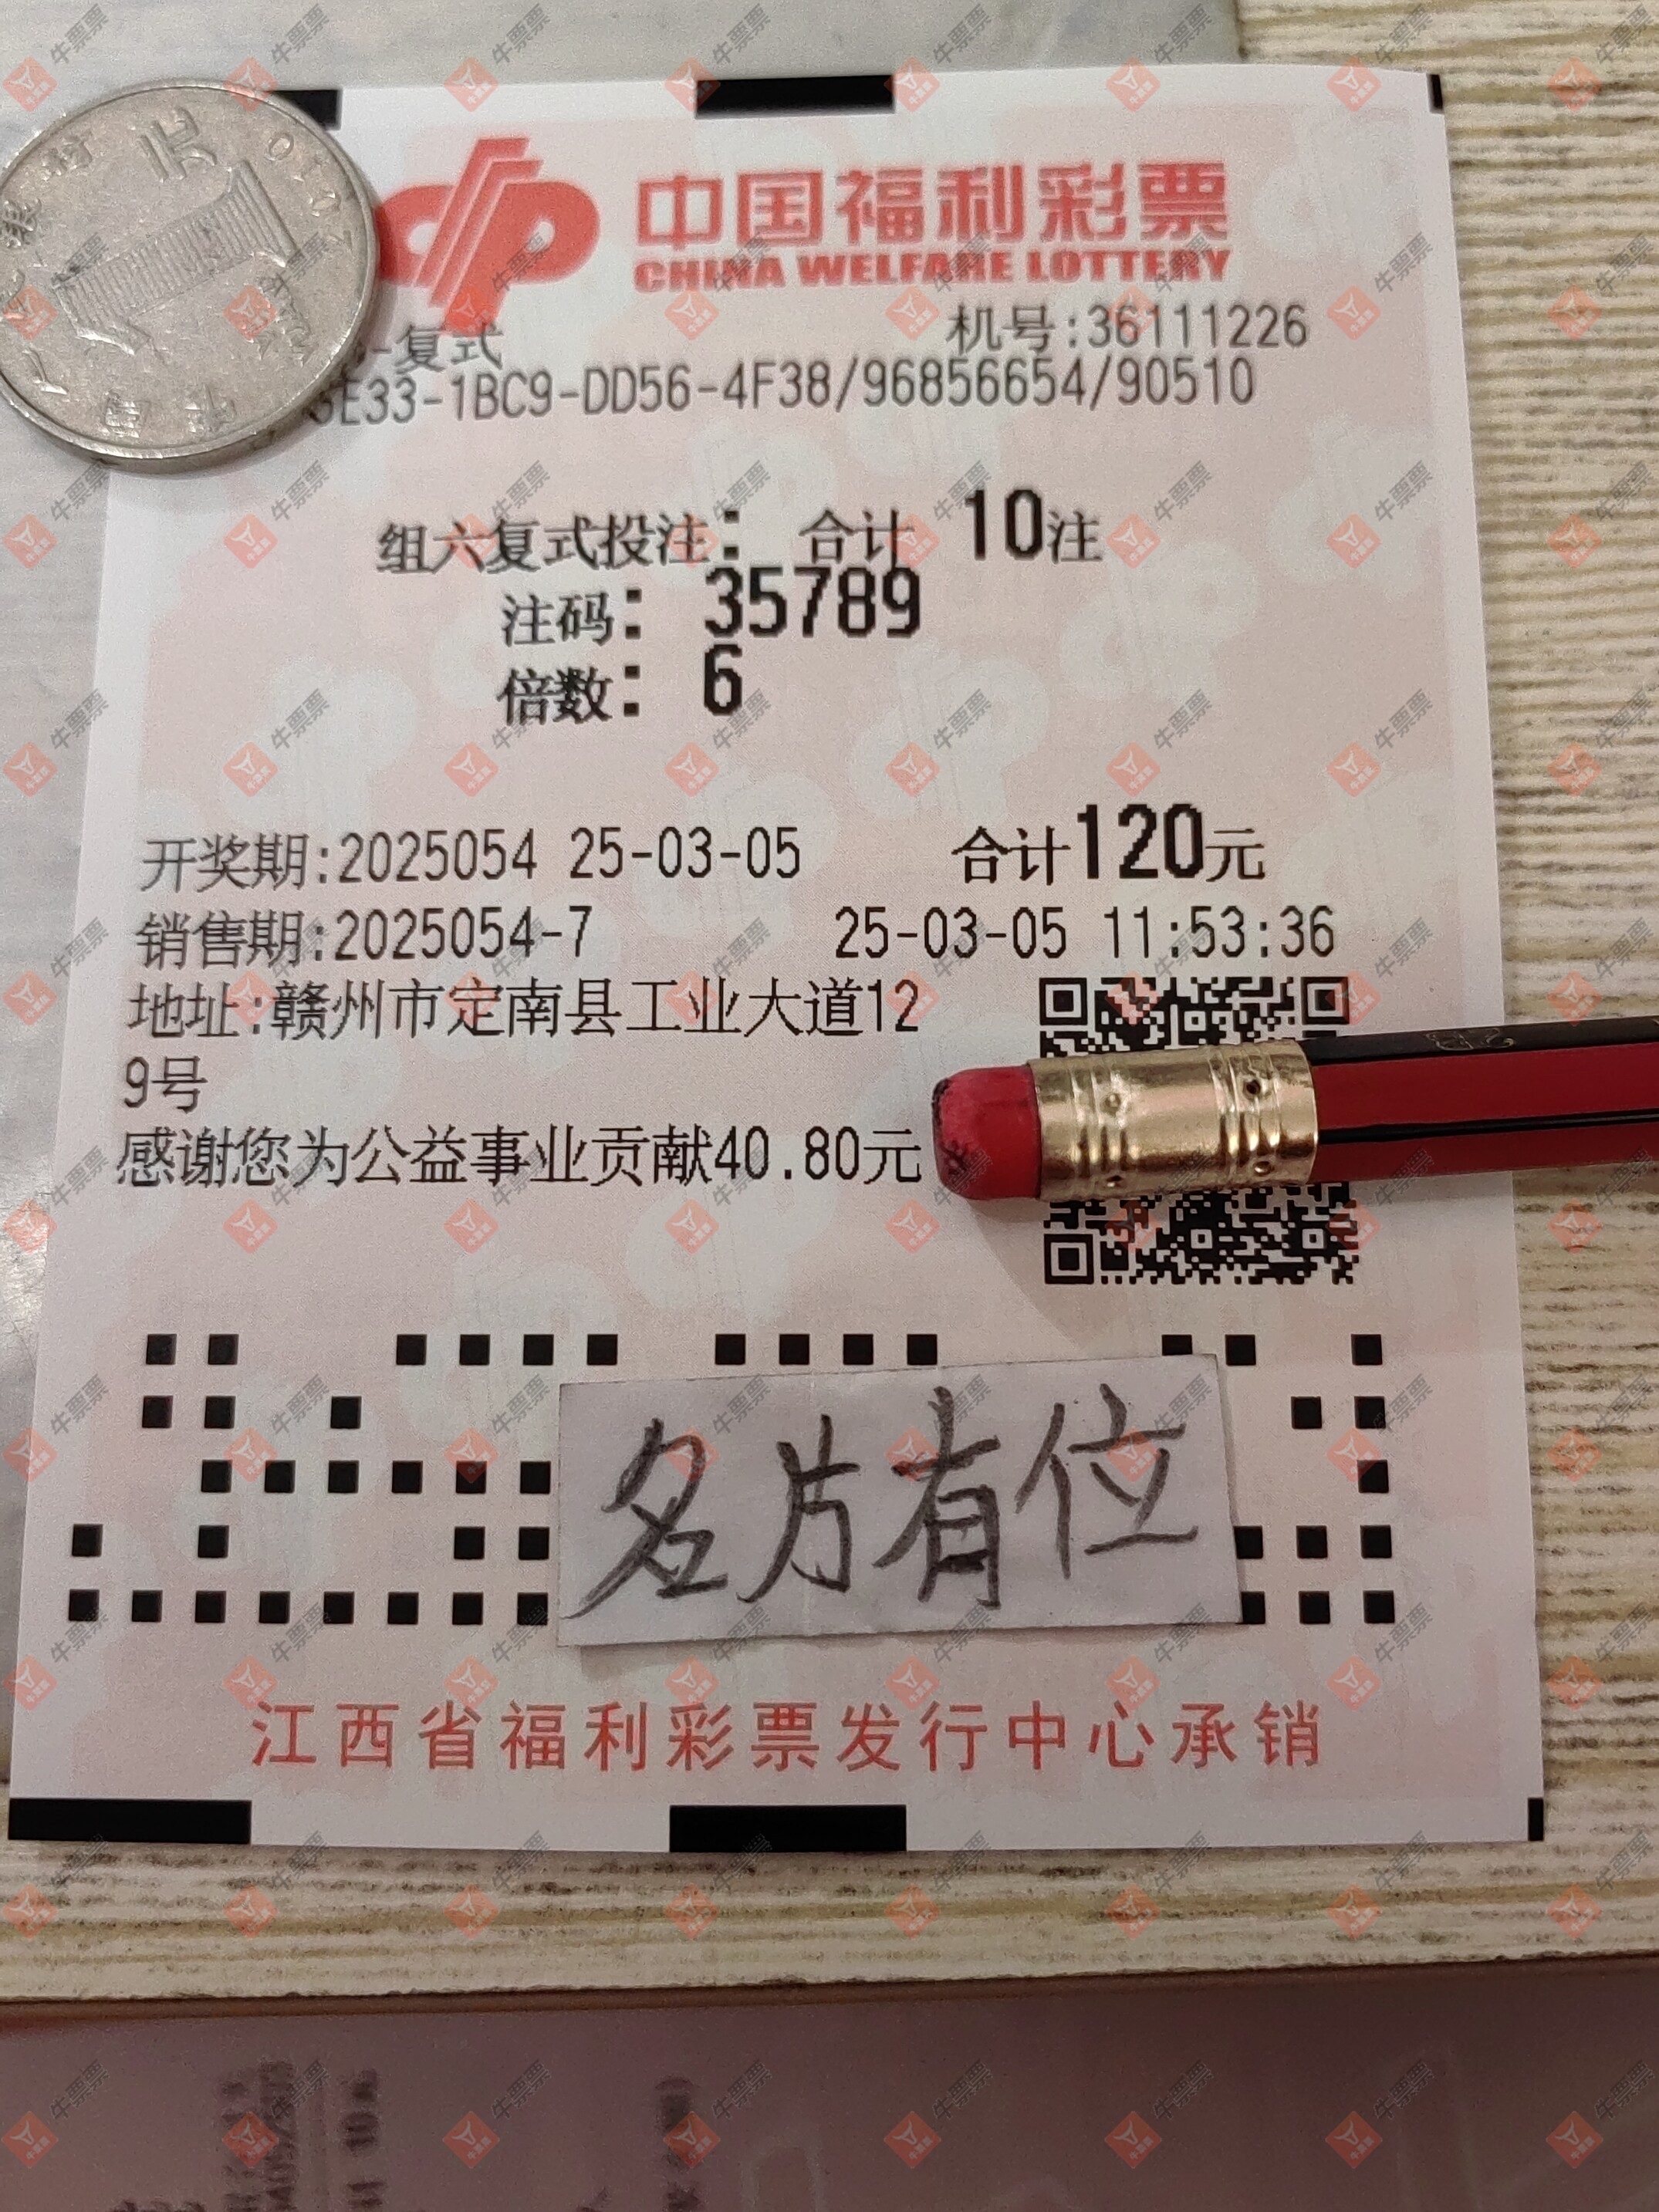 中国福利彩票
CHINA WELFARE LOTTERY
-复式 机号:36111226
5E33-1BC9-DD56-4F38/96856654/90510
组六复式投注: 合计 10注
注码: 35789
倍数: 6
开奖期:2025054 25-03-05 合计120元
销售期:2025054-7 25-03-05 11:53:36
地址:赣州市定南县工业大道12
9号
感谢您为公益事业贡献40.80元
名片有位
江西省福利彩票发行中心承销
牛票票